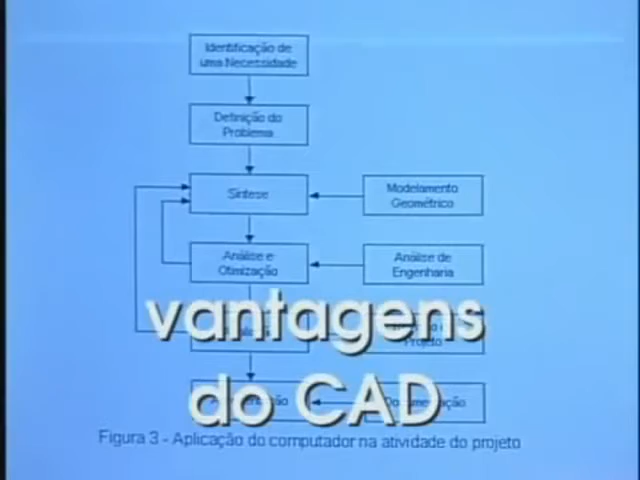 Identificação de
uma Necessidade
Definição do
Problema
Síntese
Modelamento
Geométrico
Análise e
Otimização
Análise de
Engenharia
vantagens
Projeto
do CAD
Figura 3 - Aplicação do computador na atividade do projeto